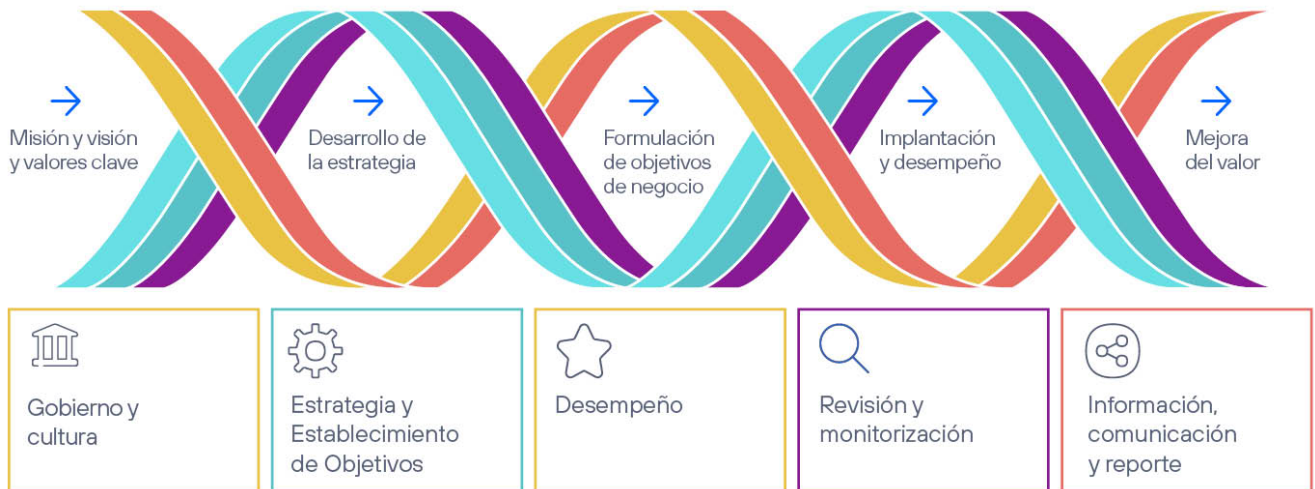 Misión y visión
y valores clave
Desarrollo de
la estrategia
Formulación
de objetivos
de negocio
Implantación
y desempeño
Mejora
del valor
Gobierno y
cultura
Estrategia y
Establecimiento
de Objetivos
Desempeño
Revisión y
monitorización
Información,
comunicación
y reporte